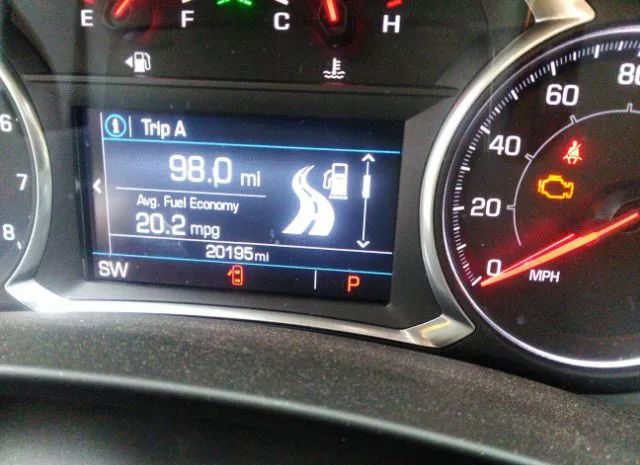 E F C H
Trip A
98.0 mi
Avg. Fuel Economy
20.2 mpg
20195 mi
SW P
6
7
8
0
20
40
60
80
MPH